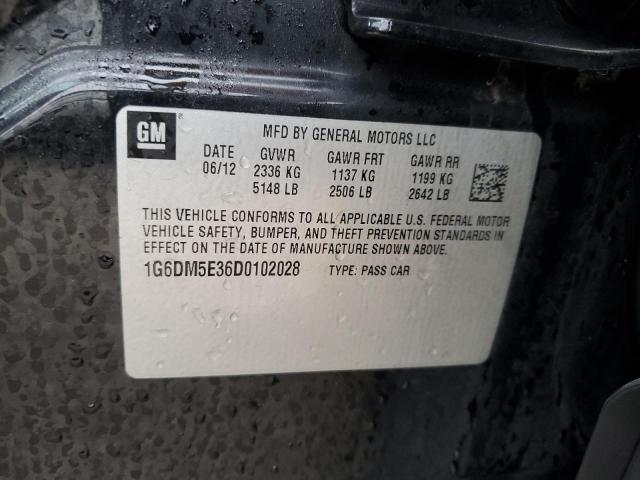 GM ®
MFD BY GENERAL MOTORS LLC
DATE GVWR GAWR FRT GAWR RR
06/12 2336 KG 1137 KG 1199 KG
5148 LB 2506 LB 2642 LB
THIS VEHICLE CONFORMS TO ALL APPLICABLE U.S. FEDERAL MOTOR
VEHICLE SAFETY, BUMPER, AND THEFT PREVENTION STANDARDS IN
EFFECT ON THE DATE OF MANUFACTURE SHOWN ABOVE.
1G6DM5E36D0102028 TYPE: PASS CAR